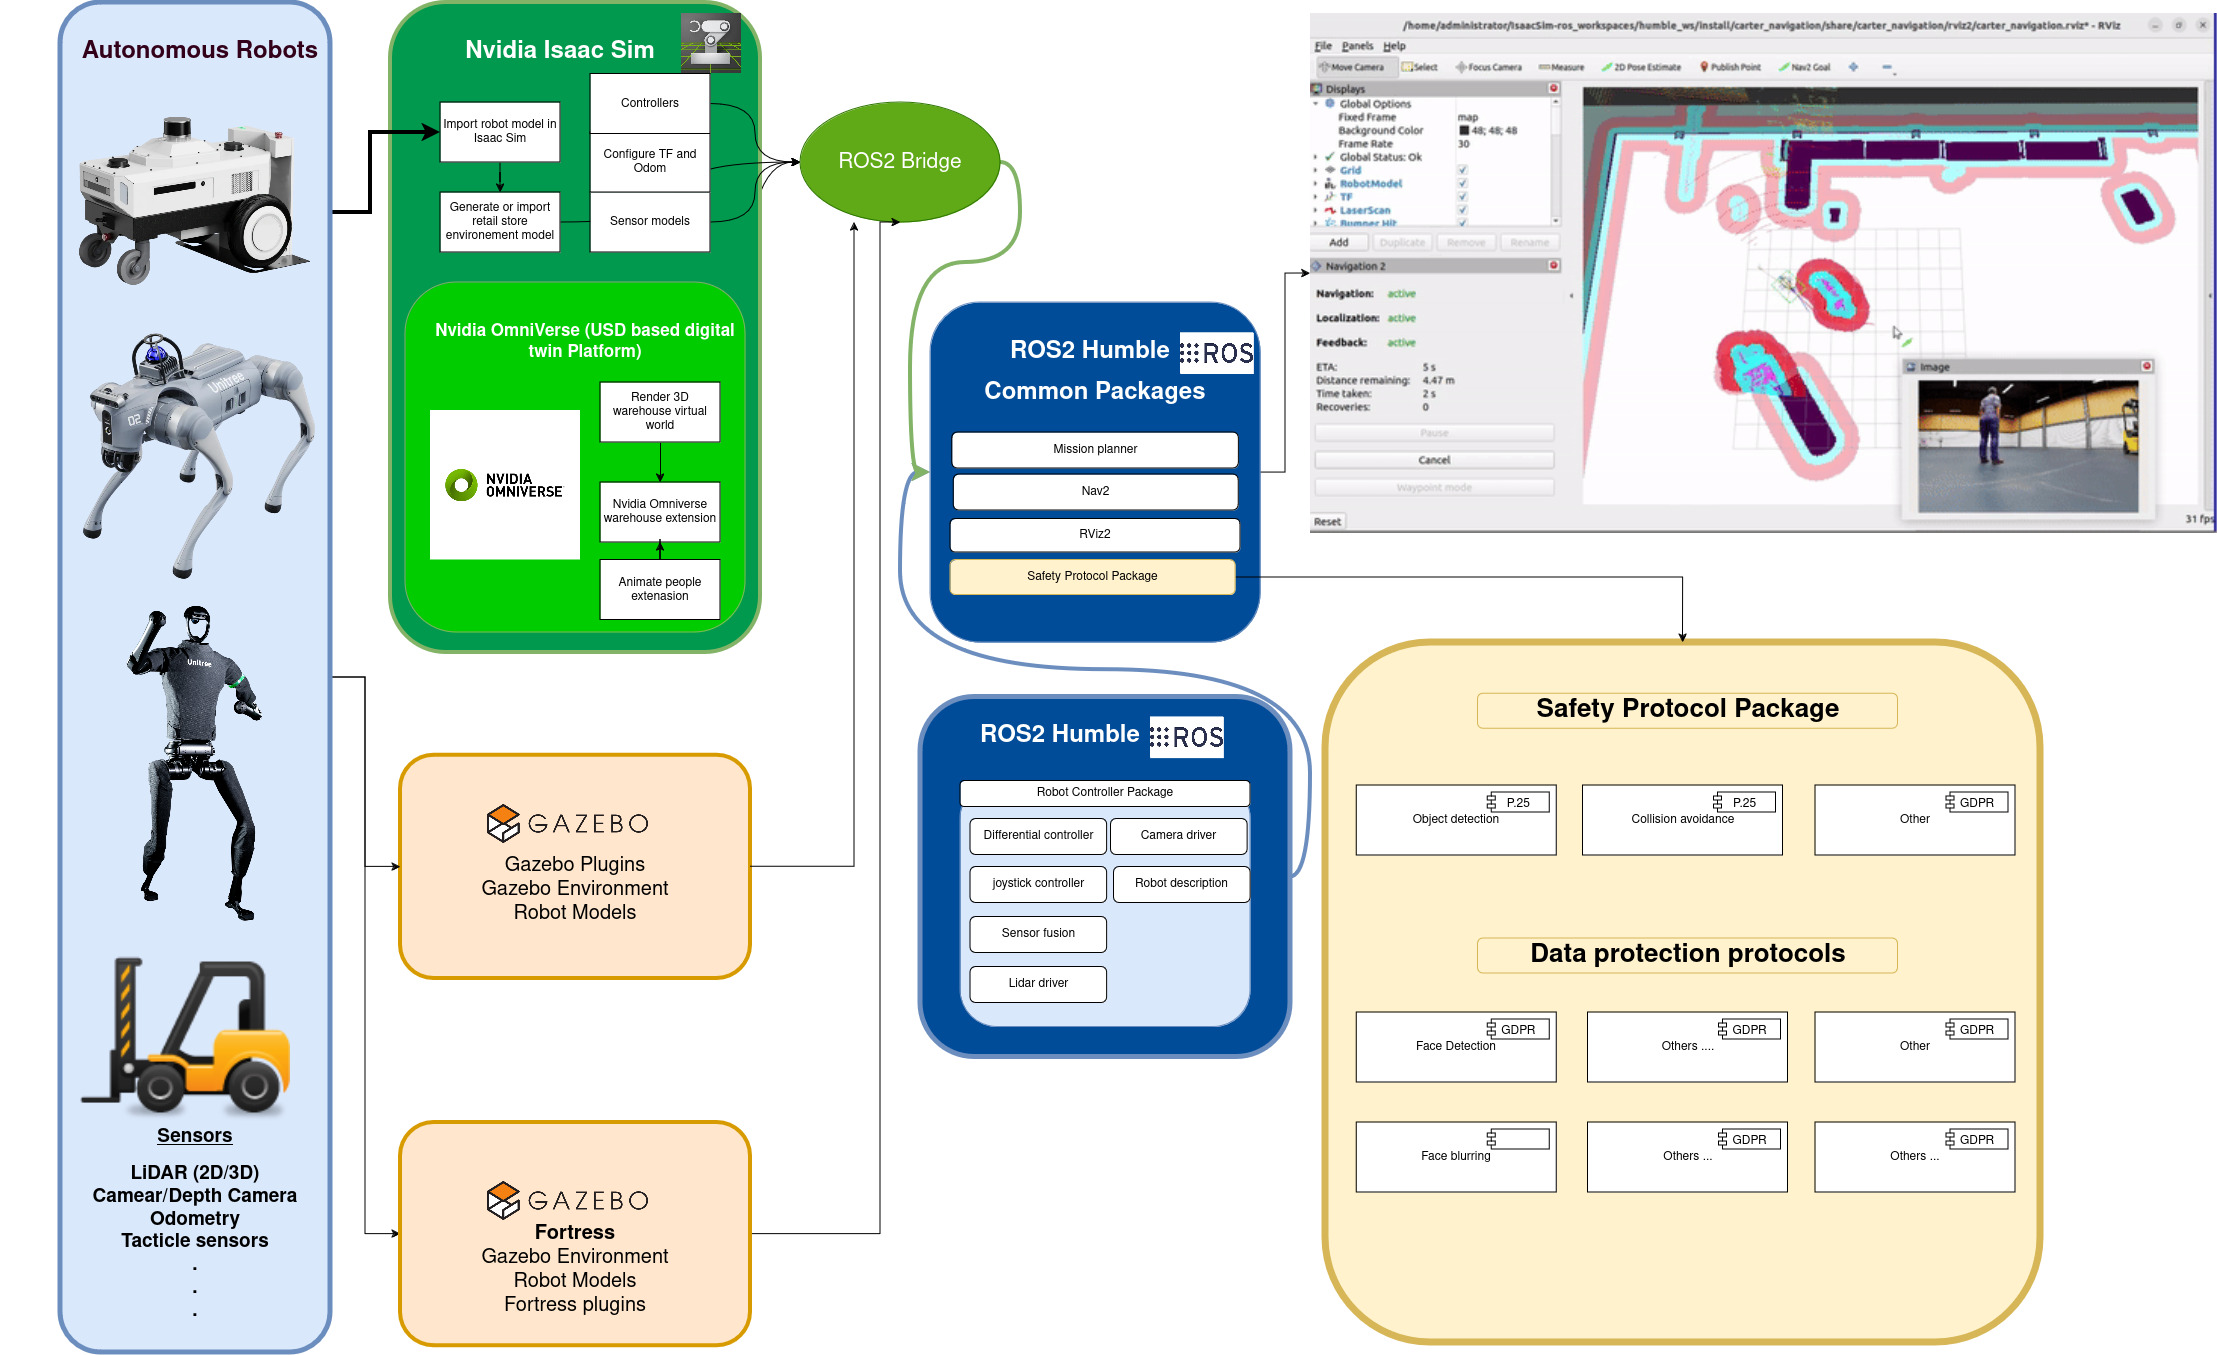 Autonomous Robots
Unitree
Unitree
Sensors
LiDAR (2D/3D)
Camear/Depth Camera
Odometry
Tacticle sensors
.
.
.
Nvidia Isaac Sim
Import robot model in
Isaac Sim
Generate or import
retail store
environement model
Controllers
Configure TF and
Odom
Sensor models
Nvidia OmniVerse (USD based digital
twin Platform)
NVIDIA
OMNIVERSE
Render 3D
warehouse virtual
world
Nvidia Omniverse
warehouse extension
Animate people
extenasion
ROS2 Bridge
GAZEBO
Gazebo Plugins
Gazebo Environment
Robot Models
GAZEBO
Fortress
Gazebo Environment
Robot Models
Fortress plugins
ROS2 Humble
ROS
Common Packages
Mission planner
Nav2
RViz2
Safety Protocol Package
ROS2 Humble
ROS
Robot Controller Package
Differential controller
Camera driver
joystick controller
Robot description
Sensor fusion
Lidar driver
/home/administrator/IsaacSim-ros_workspaces/humble_ws/install/carter_navigation/share/carter_navigation/rviz2/carter_navigation.rviz* - RViz
File Panels Help
Move Camera Select Focus Camera Measure 2D Pose Estimate Publish Point Nav2 Goal
Displays
Global Options
Fixed Frame map
Background Color 48; 48; 48
Frame Rate 30
Global Status: Ok
Grid
RobotModel
TF
LaserScan
Bumper Hit
Add Duplicate Remove Rename
Navigation 2
Navigation: active
Localization: active
Feedback: active
ETA: 5 s
Distance remaining: 4.47 m
Time taken: 2 s
Recoveries: 0
Pause
Cancel
Waypoint mode
Reset
Image
31 fps
Safety Protocol Package
P.25
Object detection
P.25
Collision avoidance
GDPR
Other
Data protection protocols
GDPR
Face Detection
GDPR
Others ....
GDPR
Other
Face blurring
GDPR
Others ...
GDPR
Others ...